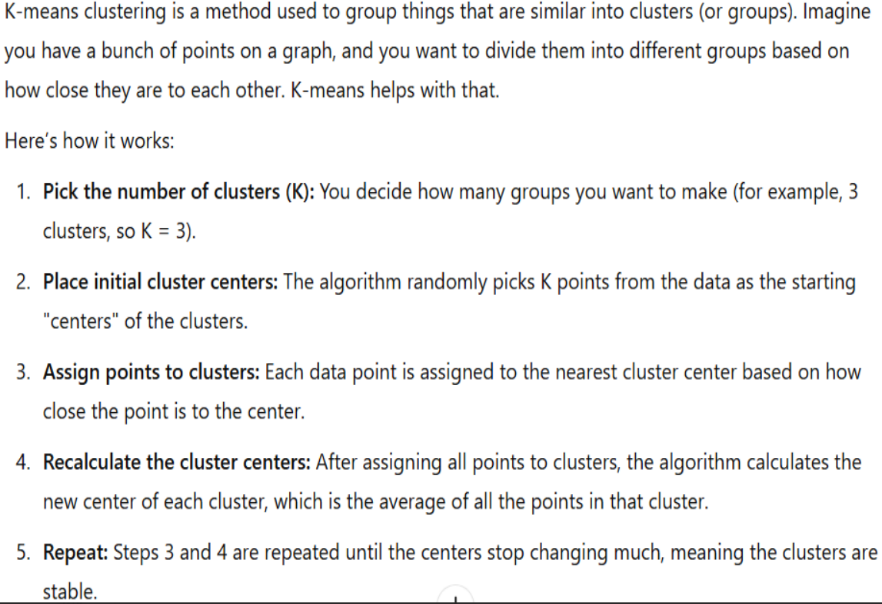 K-means clustering is a method used to group things that are similar into clusters (or groups). Imagine
you have a bunch of points on a graph, and you want to divide them into different groups based on
how close they are to each other. K-means helps with that.
Here's how it works:
1. Pick the number of clusters (K): You decide how many groups you want to make (for example, 3
clusters, so K = 3).
2. Place initial cluster centers: The algorithm randomly picks K points from the data as the starting
"centers" of the clusters.
3. Assign points to clusters: Each data point is assigned to the nearest cluster center based on how
close the point is to the center.
4. Recalculate the cluster centers: After assigning all points to clusters, the algorithm calculates the
new center of each cluster, which is the average of all the points in that cluster.
5. Repeat: Steps 3 and 4 are repeated until the centers stop changing much, meaning the clusters are
stable.